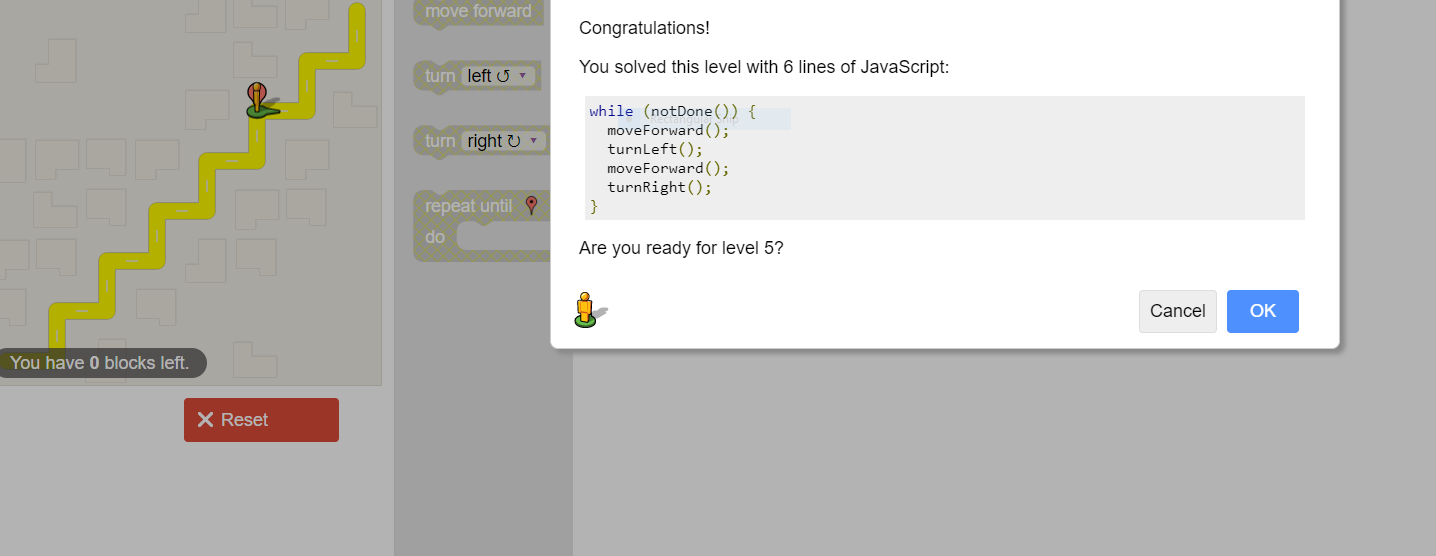 move forward
turn left ↺ ▾
turn right ↻ ▾
repeat until
do
You have 0 blocks left.
Reset
Congratulations!
You solved this level with 6 lines of JavaScript:
while (notDone()) {
  moveForward();
  turnLeft();
  moveForward();
  turnRight();
}
Rectangular Snip
Are you ready for level 5?
Cancel
OK